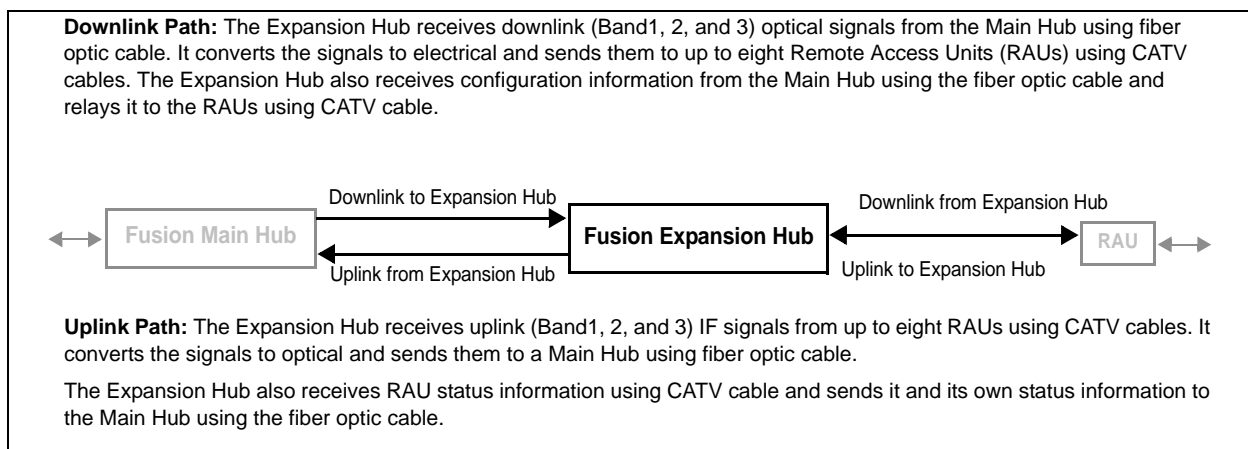 Downlink Path: The Expansion Hub receives downlink (Band1, 2, and 3) optical signals from the Main Hub using fiber
optic cable. It converts the signals to electrical and sends them to up to eight Remote Access Units (RAUs) using CATV
cables. The Expansion Hub also receives configuration information from the Main Hub using the fiber optic cable and
relays it to the RAUs using CATV cable.
Downlink to Expansion Hub
Downlink from Expansion Hub
Fusion Main Hub
Fusion Expansion Hub
RAU
Uplink from Expansion Hub
Uplink to Expansion Hub
Uplink Path: The Expansion Hub receives uplink (Band1, 2, and 3) IF signals from up to eight RAUs using CATV cables. It
converts the signals to optical and sends them to a Main Hub using fiber optic cable.
The Expansion Hub also receives RAU status information using CATV cable and sends it and its own status information to
the Main Hub using the fiber optic cable.